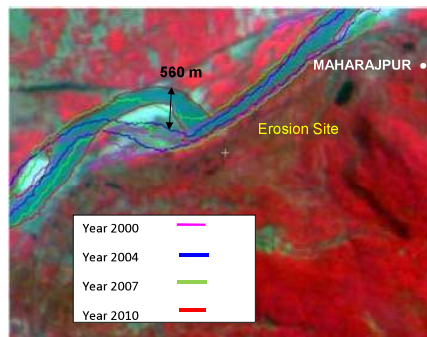 560 m
MAHARAJPUR
Erosion Site
Year 2000
Year 2004
Year 2007
Year 2010